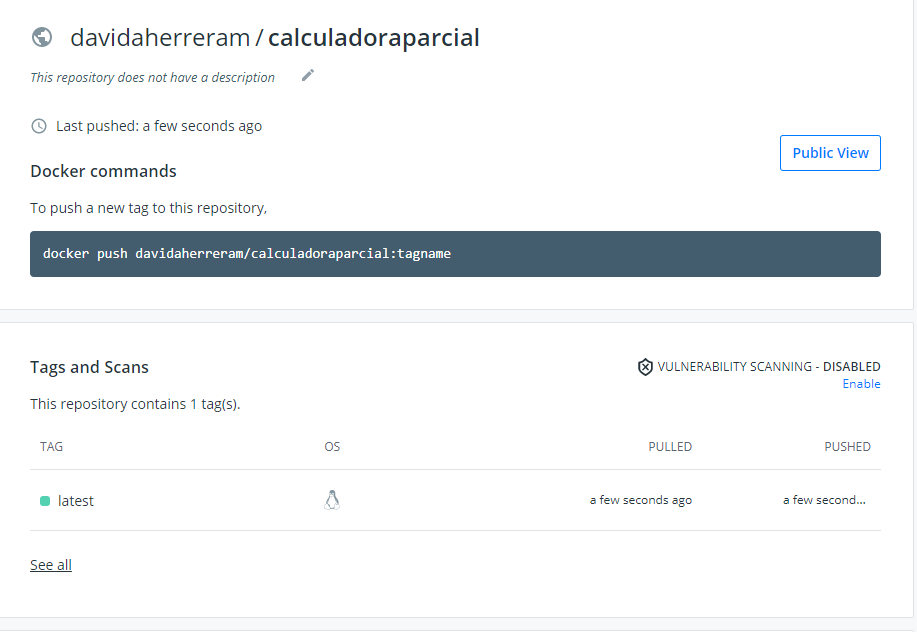 davidaherreram / calculadoraparcial
This repository does not have a description
Last pushed: a few seconds ago
Public View
Docker commands
To push a new tag to this repository,
docker push davidaherreram/calculadoraparcial:tagname
Tags and Scans
VULNERABILITY SCANNING - DISABLED
Enable
This repository contains 1 tag(s).
TAG OS PULLED PUSHED
latest a few seconds ago a few second...
See all